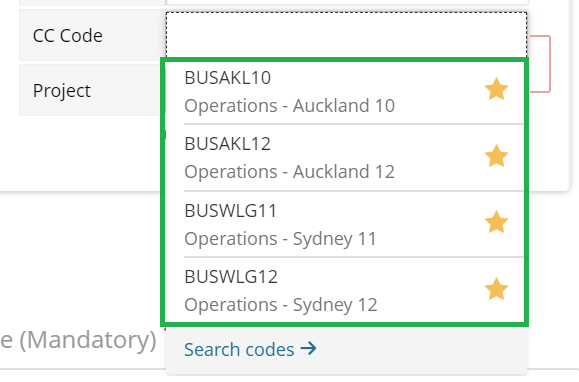 CC Code
Project
BUSAKL10
Operations - Auckland 10
BUSAKL12
Operations - Auckland 12
BUSWLG11
Operations - Sydney 11
BUSWLG12
Operations - Sydney 12
e (Mandatory)
Search codes →